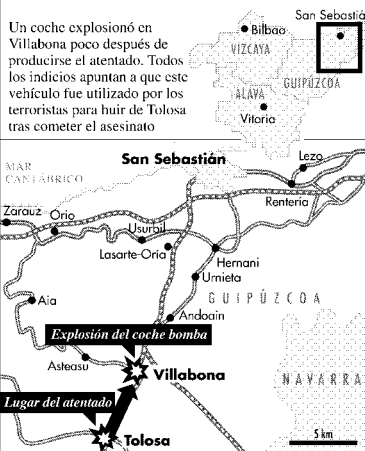 Un coche explosionó en
Villabona poco después de
producirse el atentado. Todos
los indicios apuntan a que este
vehículo fue utilizado por los
terroristas para huir de Tolosa
tras cometer el asesinato
San Sebastiá
Bilbao
VIZCAYA
GUIPÚZCOA
ALAVA
Vitoria
MAR
CANTÁBRICO
San Sebastián
Lezo
Rentería
Zarauz
Orio
Usurbil
Lasarte-Oria
Hernani
Urnieta
Aia
GUIPÚZCOA
Andoain
Explosión del coche bomba
Asteasu
Villabona
NAVARRA
Lugar del atentado
Tolosa
5 km